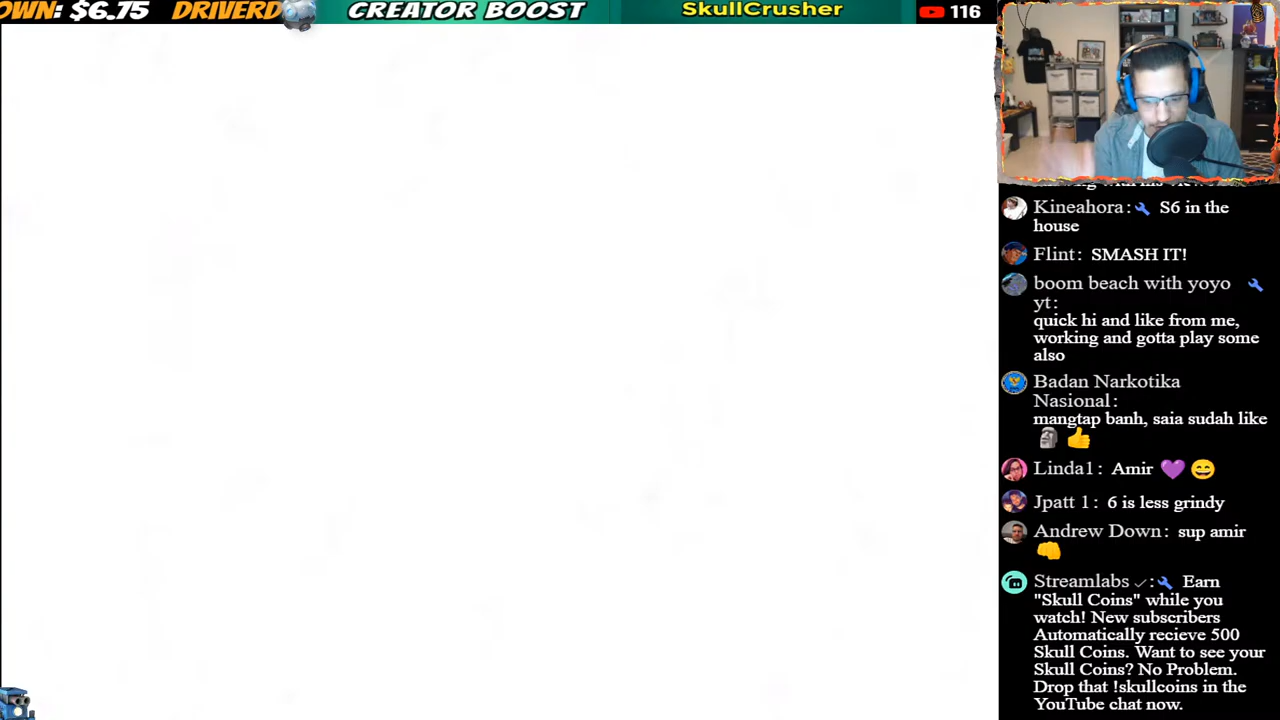 OWN: $6.75 DRIVERD CREATOR BOOST SkullCrusher 116
Kineahora: S6 in the
house
Flint: SMASH IT!
boom beach with yoyo
yt:
quick hi and like from me,
working and gotta play some
also
Badan Narkotika
Nasional:
mangtap banh, saia sudah like
🗿 👍
Linda1: Amir 💜 😄
Jpatt 1: 6 is less grindy
Andrew Down: sup amir
👊
Streamlabs ✓: Earn
"Skull Coins" while you
watch! New subscribers
Automatically recieve 500
Skull Coins. Want to see your
Skull Coins? No Problem.
Drop that !skullcoins in the
YouTube chat now.